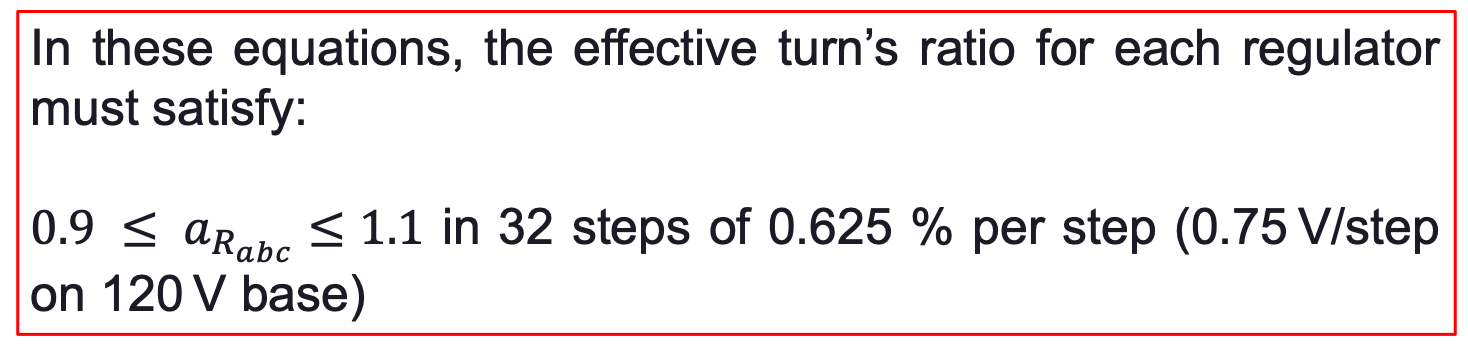 In these equations, the effective turn's ratio for each regulator
must satisfy:
0.9 ≤ a_{R_{abc}} ≤ 1.1 in 32 steps of 0.625 % per step (0.75 V/step
on 120 V base)